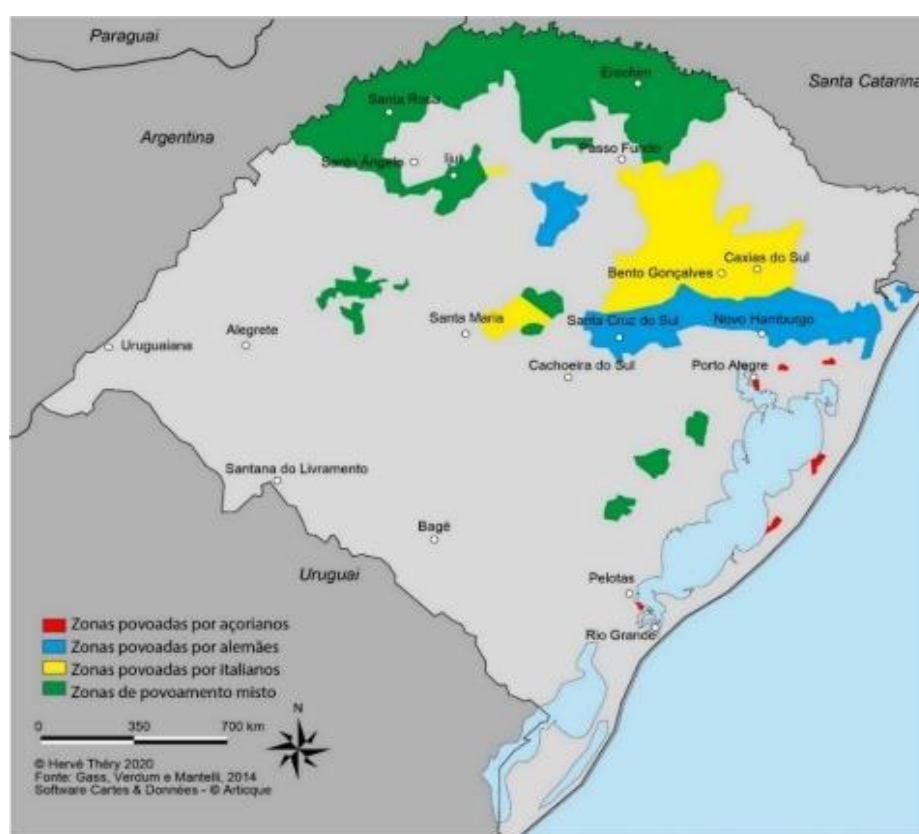 Paraguai
Santa Catarina
Erechim
Santa Rosa
Argentina
Passo Fundo
Santo Angelo
Ijuí
Caxias do Sul
Bento Gonçalves
Santa Maria
Santa Cruz do Sul
Novo Hamburgo
Alegrete
Uruguaiana
Cachoeira do Sul
Porto Alegre
Santana do Livramento
Bagé
Uruguai
Pelotas
Rio Grande
Zonas povoadas por açorianos
Zonas povoadas por alemães
Zonas povoadas por italianos
Zonas de povoamento misto
N
0 350 700 km
© Hervé Théry 2020
Fonte: Gass, Verdum e Mantelli, 2014
Software Cartes & Données - © Articque